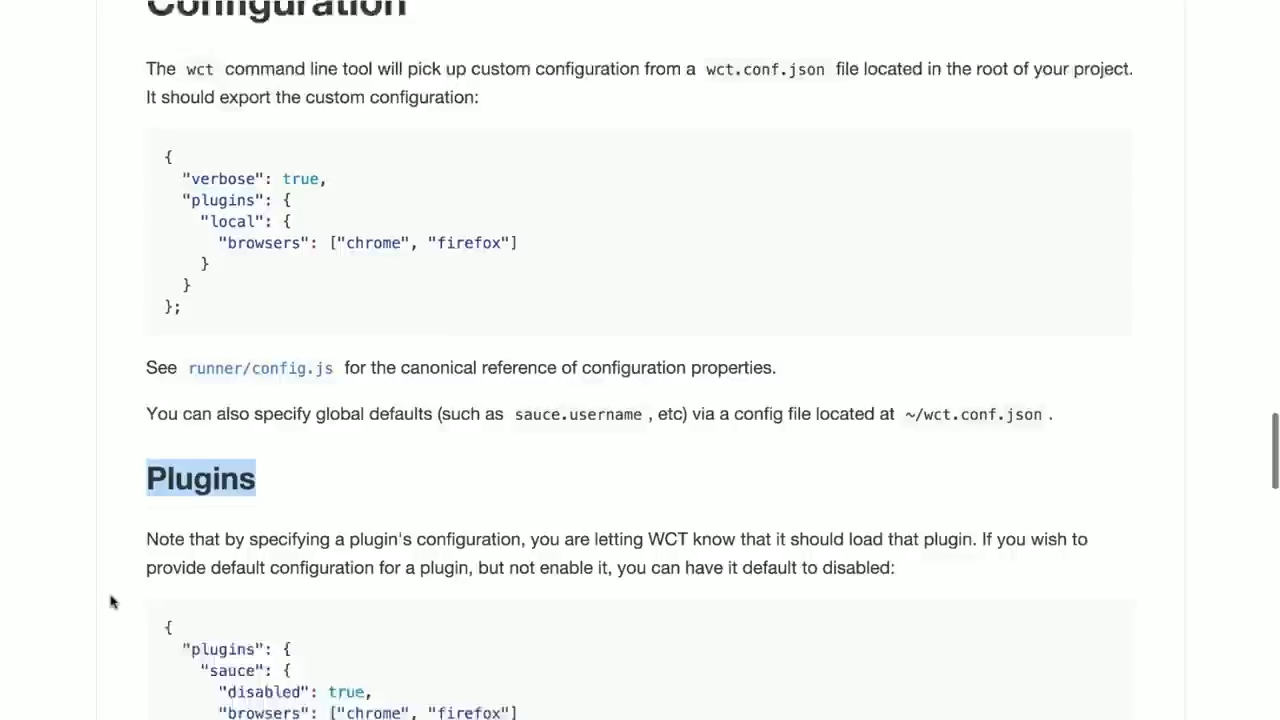 Configuration
The wct command line tool will pick up custom configuration from a wct.conf.json file located in the root of your project.
It should export the custom configuration:
{
  "verbose": true,
  "plugins": {
    "local": {
      "browsers": ["chrome", "firefox"]
    }
  }
};
See runner/config.js for the canonical reference of configuration properties.
You can also specify global defaults (such as sauce.username , etc) via a config file located at ~/wct.conf.json .
Plugins
Note that by specifying a plugin's configuration, you are letting WCT know that it should load that plugin. If you wish to
provide default configuration for a plugin, but not enable it, you can have it default to disabled:
{
  "plugins": {
    "sauce": {
      "disabled": true,
      "browsers": ["chrome", "firefox"]